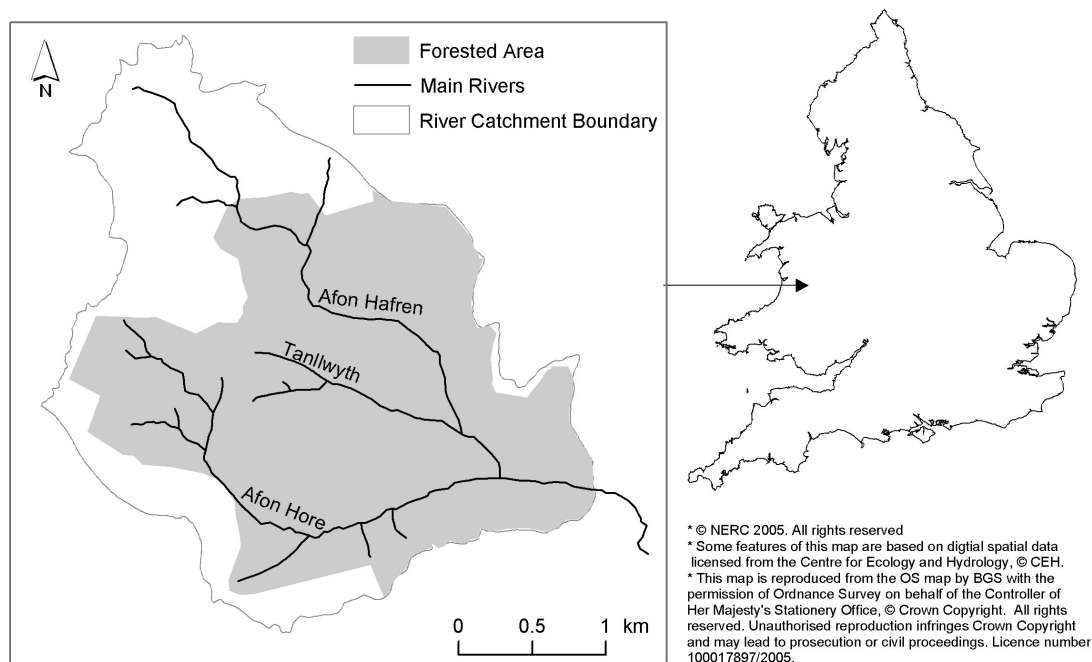 Forested Area
Main Rivers
River Catchment Boundary
N
Afon Hafren
Tanllwyth
Afon Hore
0 0.5 1 km
* © NERC 2005. All rights reserved
* Some features of this map are based on digtial spatial data
licensed from the Centre for Ecology and Hydrology, © CEH.
* This map is reproduced from the OS map by BGS with the
permission of Ordnance Survey on behalf of the Controller of
Her Majesty's Stationery Office, © Crown Copyright. All rights
reserved. Unauthorised reproduction infringes Crown Copyright
and may lead to prosecution or civil proceedings. Licence number
100017897/2005.